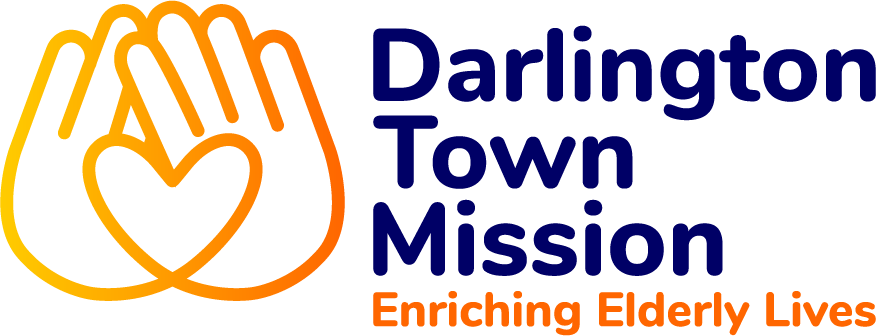 Darlington
Town
Mission
Enriching Elderly Lives